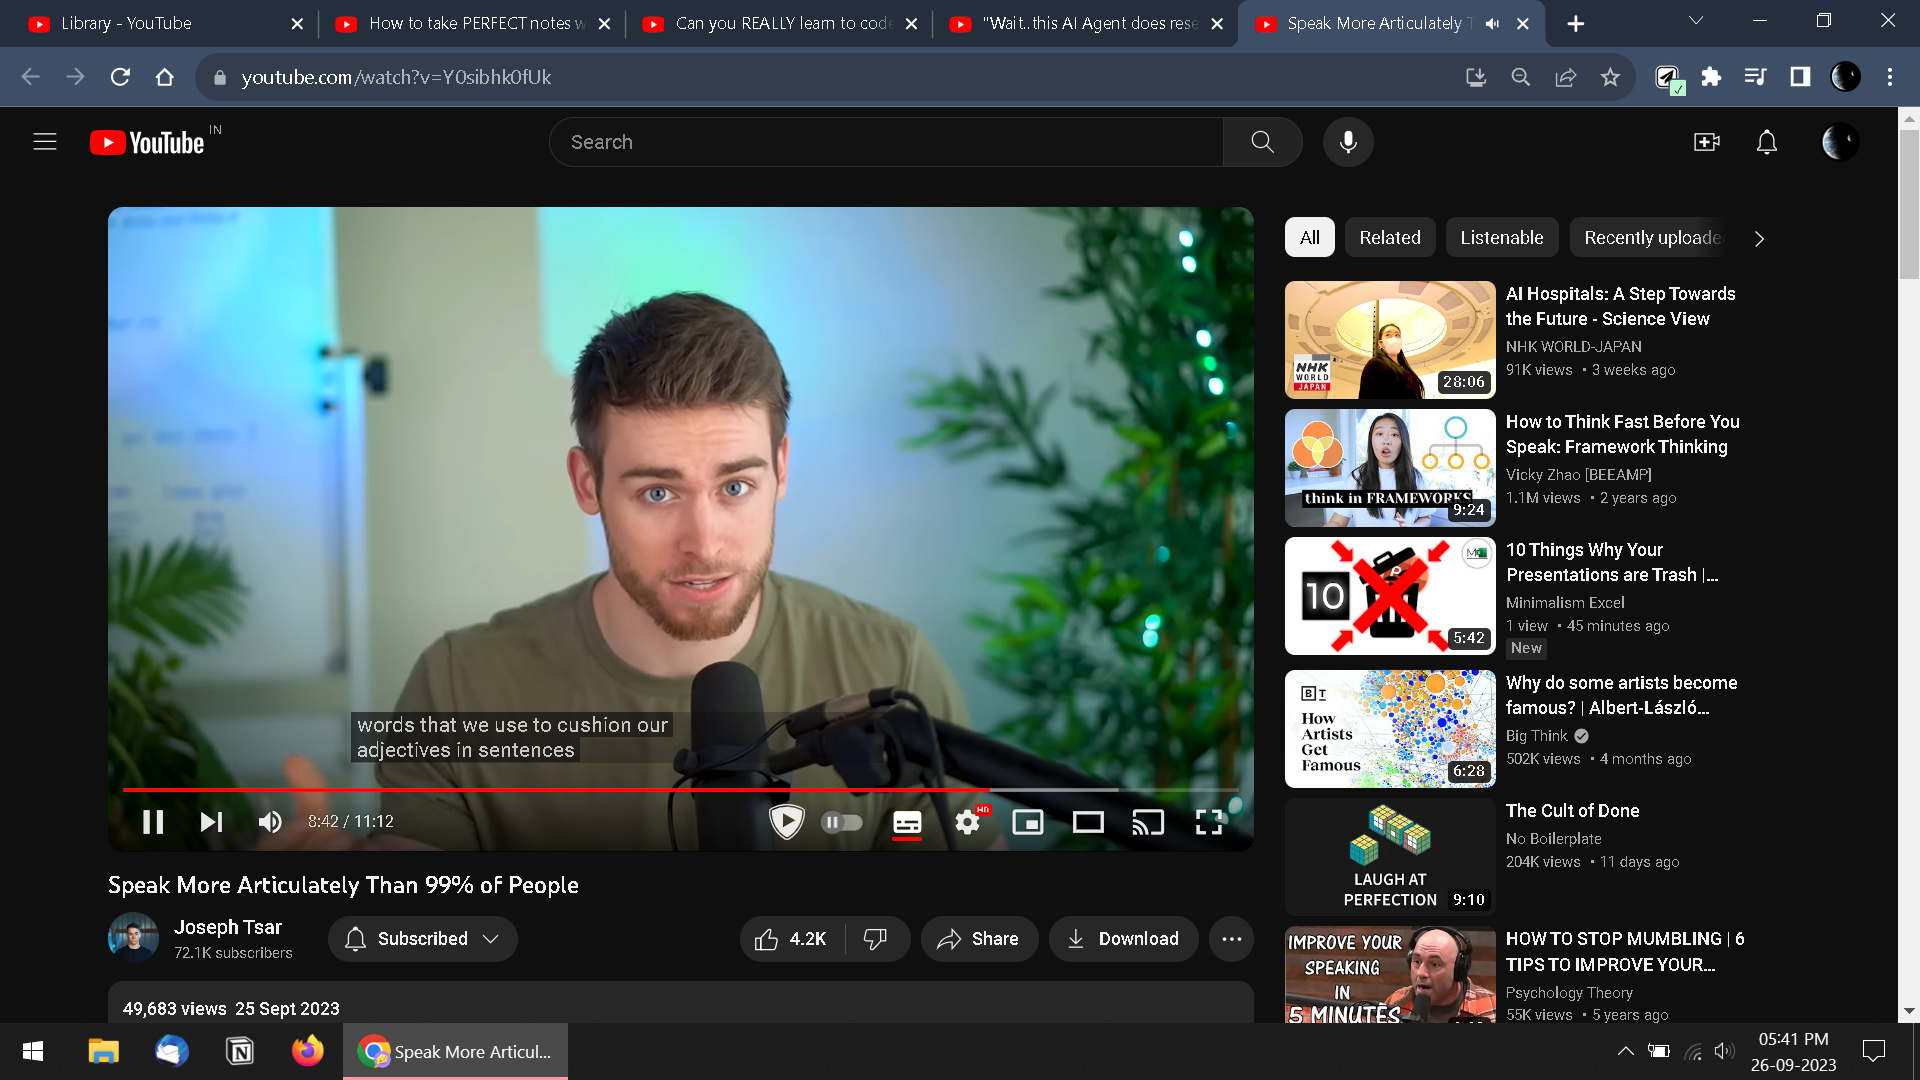 Library - YouTube
How to take PERFECT notes w
Can you REALLY learn to code
"Wait..this AI Agent does rese
Speak More Articulately T
youtube.com/watch?v=Y0sibhk0fUk
YouTube IN
Search
All
Related
Listenable
Recently uploade
AI Hospitals: A Step Towards
the Future - Science View
NHK WORLD-JAPAN
91K views • 3 weeks ago
NHK
WORLD
JAPAN
28:06
How to Think Fast Before You
Speak: Framework Thinking
Vicky Zhao [BEEAMP]
1.1M views • 2 years ago
think in FRAMEWORKS
9:24
10 Things Why Your
Presentations are Trash |...
Minimalism Excel
1 view • 45 minutes ago
New
10
5:42
Why do some artists become
famous? | Albert-László...
Big Think
502K views • 4 months ago
B T
How
Artists
Get
Famous
6:28
The Cult of Done
No Boilerplate
204K views • 11 days ago
LAUGH AT
PERFECTION
9:10
HOW TO STOP MUMBLING | 6
TIPS TO IMPROVE YOUR...
Psychology Theory
55K views • 5 years ago
IMPROVE YOUR
SPEAKING
IN
5 MINUTES
words that we use to cushion our
adjectives in sentences
8:42 / 11:12
HD
Speak More Articulately Than 99% of People
Joseph Tsar
72.1K subscribers
Subscribed
4.2K
Share
Download
49,683 views 25 Sept 2023
Speak More Articul...
05:41 PM
26-09-2023